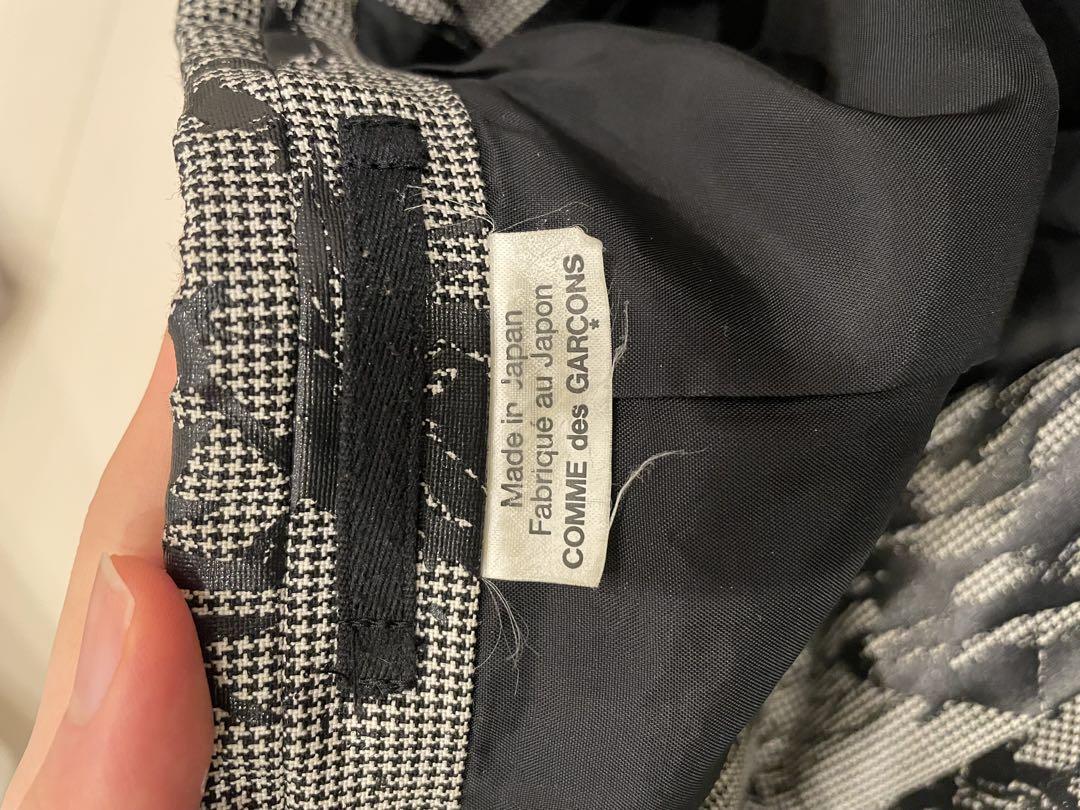 Made in Japan
Fabriqué au Japon
COMME des GARÇONS
*